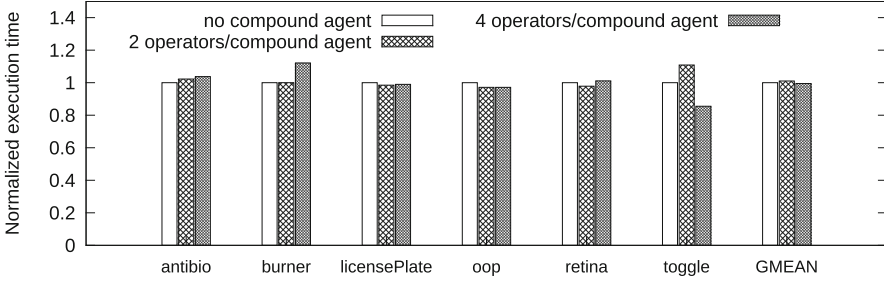 no compound agent
2 operators/compound agent
4 operators/compound agent
Normalized execution time
1.4
1.2
1
0.8
0.6
0.4
0.2
0
antibio burner licensePlate oop retina toggle GMEAN